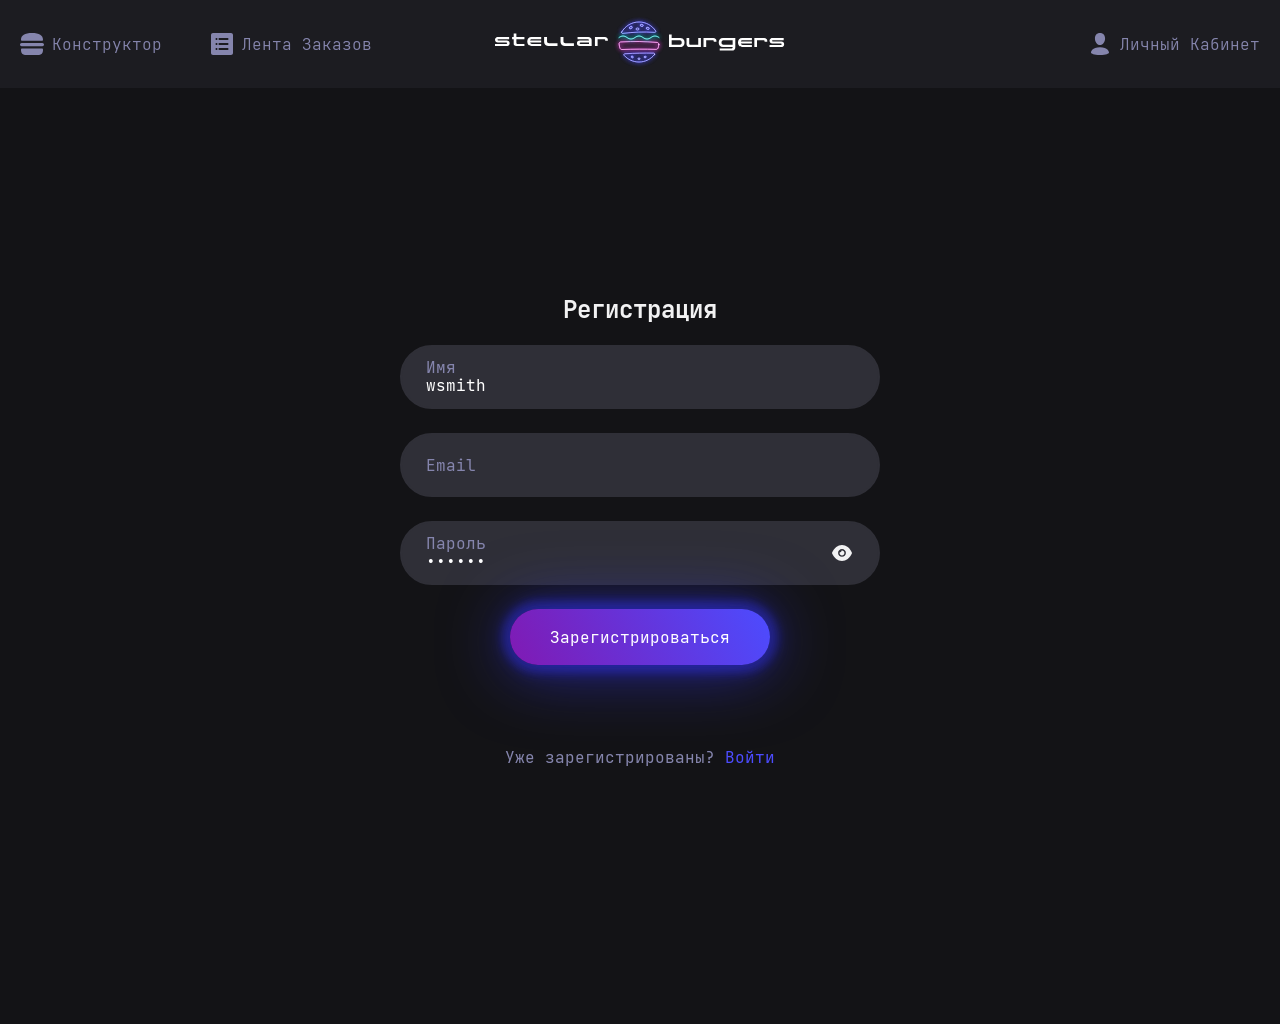 Конструктор
Лента Заказов
stellar burgers
Личный Кабинет
Регистрация
Имя
wsmith
Email
Пароль
••••••
Зарегистрироваться
Уже зарегистрированы? Войти